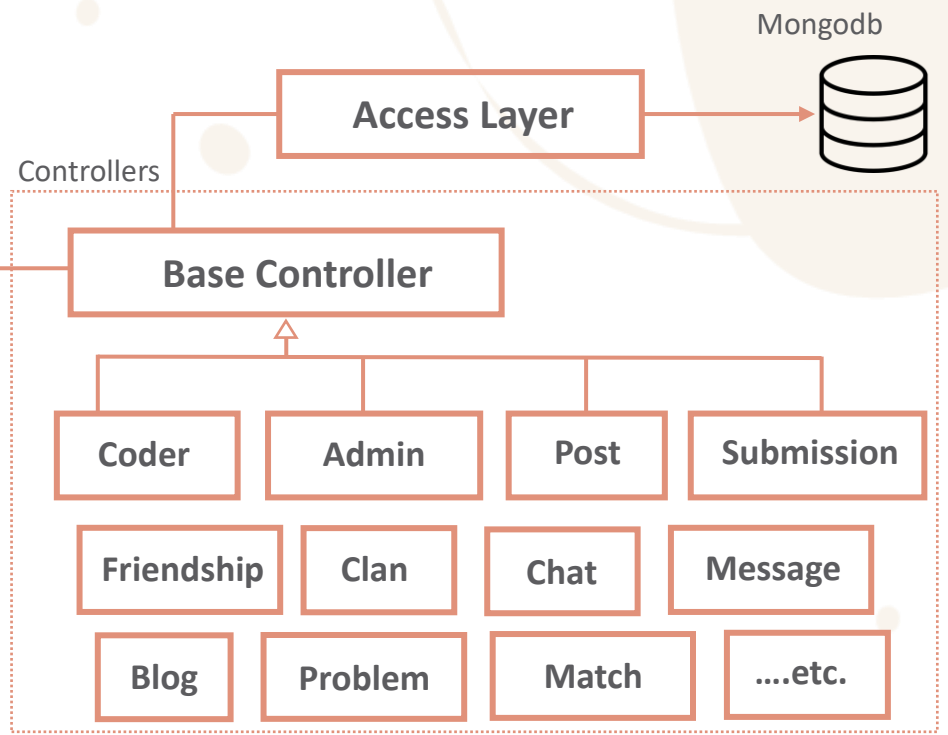 Mongodb
Access Layer
Controllers
Base Controller
Coder
Admin
Post
Submission
Friendship
Clan
Chat
Message
Blog
Problem
Match
....etc.